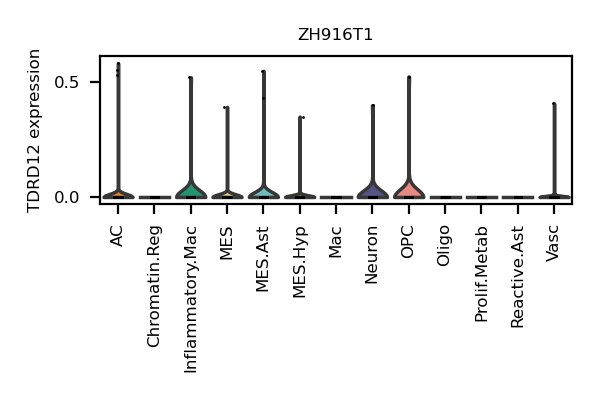 ZH916T1
TDRD12 expression
0.5
0.0
AC
Chromatin.Reg
Inflammatory.Mac
MES
MES.Ast
MES.Hyp
Mac
Neuron
OPC
Oligo
Prolif.Metab
Reactive.Ast
Vasc